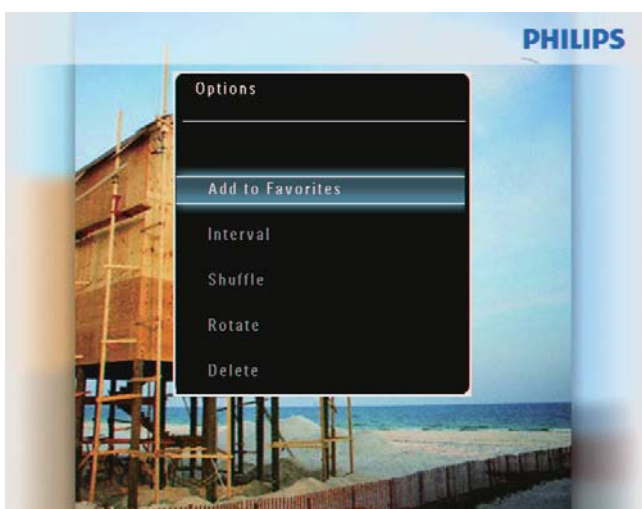 PHILIPS
Options
Add to Favorites
Interval
Shuffle
Rotate
Delete